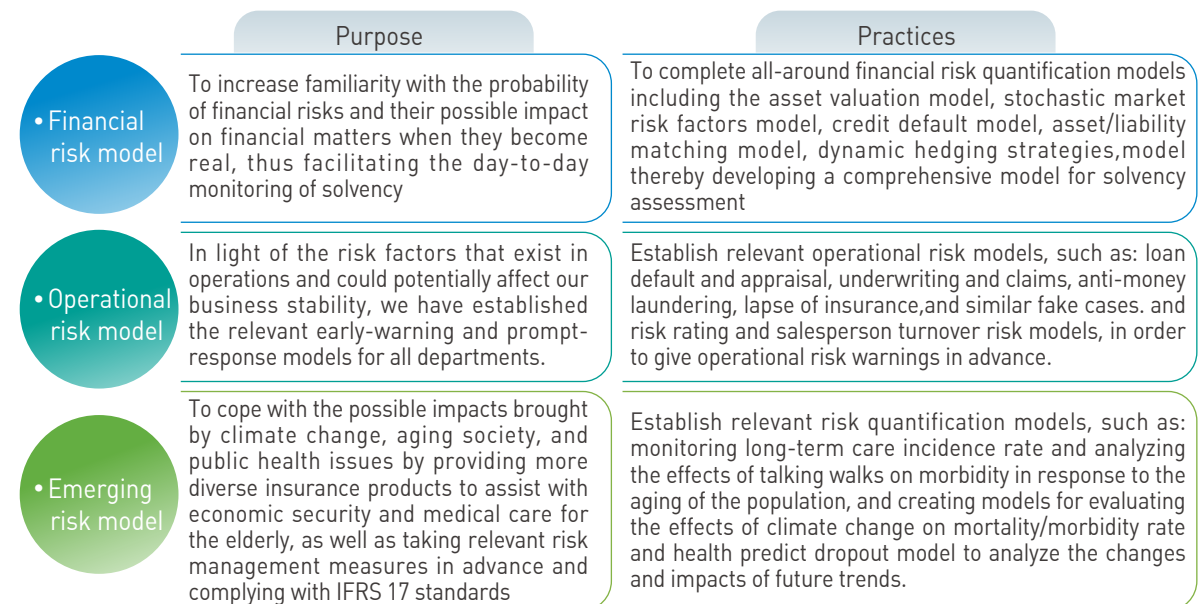 Purpose
Practices
• Financial
risk model
To increase familiarity with the probability
of financial risks and their possible impact
on financial matters when they become
real, thus facilitating the day-to-day
monitoring of solvency
To complete all-around financial risk quantification models
including the asset valuation model, stochastic market
risk factors model, credit default model, asset/liability
matching model, dynamic hedging strategies,model
thereby developing a comprehensive model for solvency
assessment
• Operational
risk model
In light of the risk factors that exist in
operations and could potentially affect our
business stability, we have established
the relevant early-warning and prompt-
response models for all departments.
Establish relevant operational risk models, such as: loan
default and appraisal, underwriting and claims, anti-money
laundering, lapse of insurance,and similar fake cases. and
risk rating and salesperson turnover risk models, in order
to give operational risk warnings in advance.
• Emerging
risk model
To cope with the possible impacts brought
by climate change, aging society, and
public health issues by providing more
diverse insurance products to assist with
economic security and medical care for
the elderly, as well as taking relevant risk
management measures in advance and
complying with IFRS 17 standards
Establish relevant risk quantification models, such as:
monitoring long-term care incidence rate and analyzing
the effects of talking walks on morbidity in response to the
aging of the population, and creating models for evaluating
the effects of climate change on mortality/morbidity rate
and health predict dropout model to analyze the changes
and impacts of future trends.